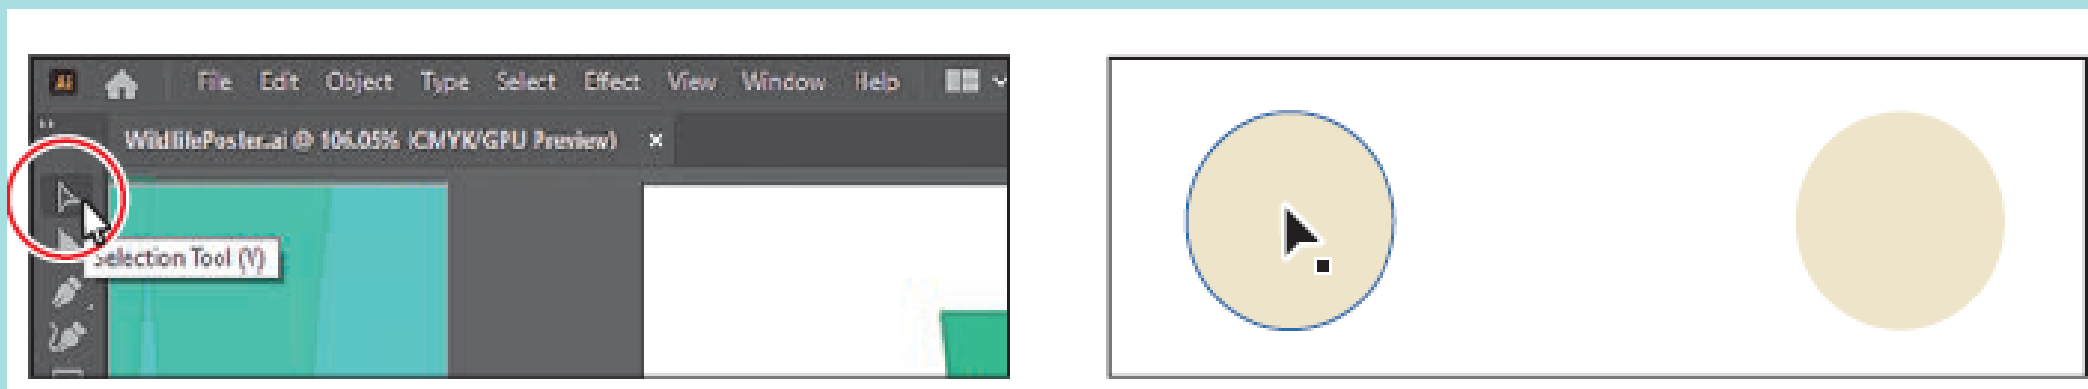 Ai File Edit Object Type Select Effect View Window Help
WildlifePoster.ai @ 106.05% (CMYK/GPU Preview) ×
Selection Tool (V)